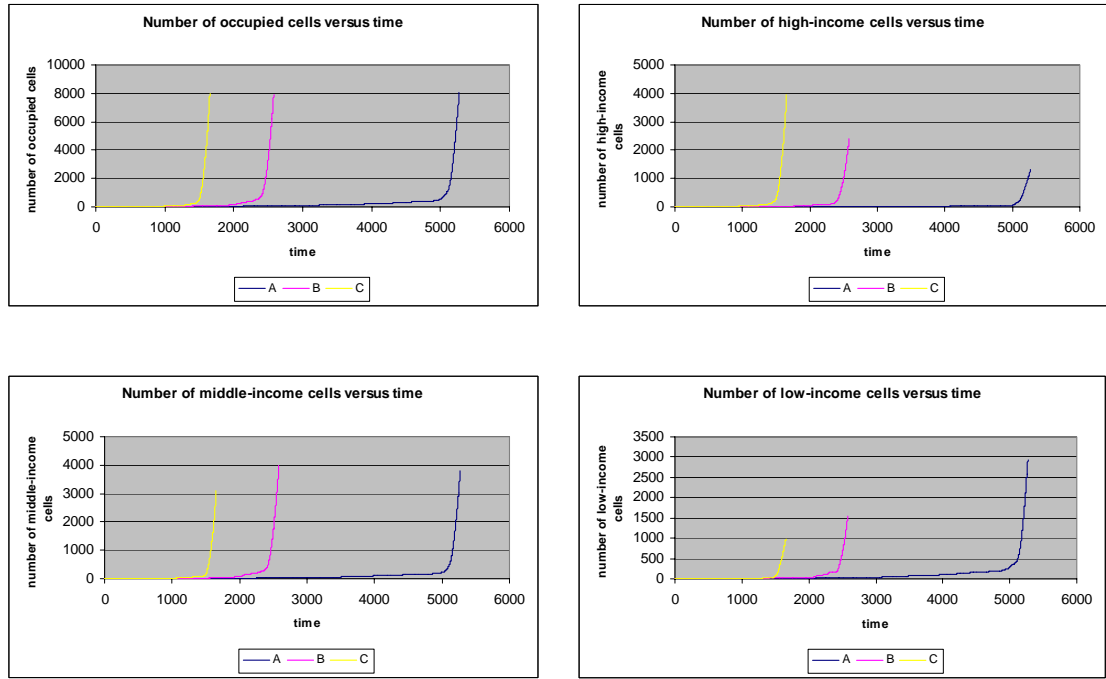 Number of occupied cells versus time
10000
8000
6000
4000
2000
0
number of occupied cells
0 1000 2000 3000 4000 5000 6000
time
A B C
Number of high-income cells versus time
5000
4000
3000
2000
1000
0
number of high-income
cells
0 1000 2000 3000 4000 5000 6000
time
A B C
Number of middle-income cells versus time
5000
4000
3000
2000
1000
0
number of middle-income
cells
0 1000 2000 3000 4000 5000 6000
time
A B C
Number of low-income cells versus time
3500
3000
2500
2000
1500
1000
500
0
number of low-income
cells
0 1000 2000 3000 4000 5000 6000
time
A B C